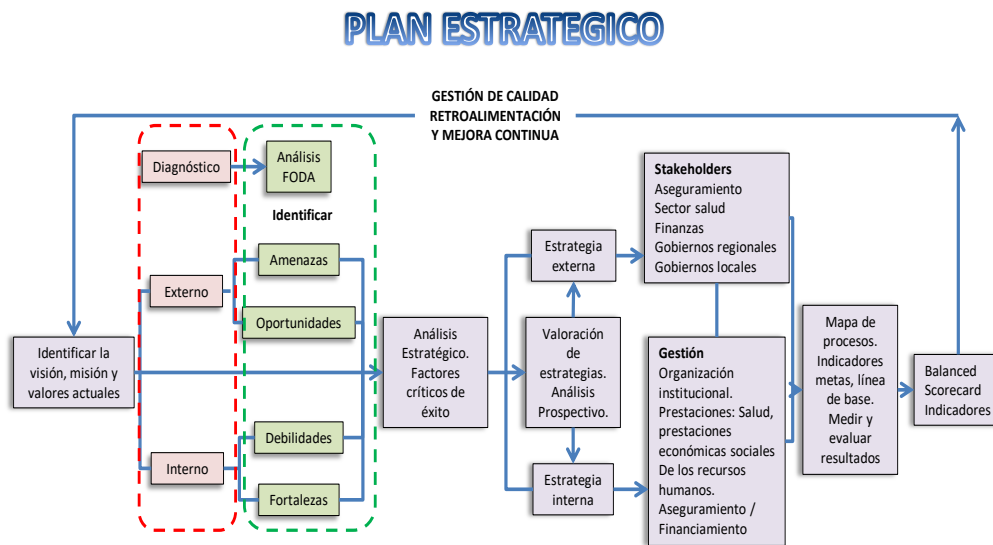 PLAN ESTRATEGICO
GESTIÓN DE CALIDAD
RETROALIMENTACIÓN
Y MEJORA CONTINUA
Diagnóstico
Análisis
FODA
Identificar
Externo
Amenazas
Oportunidades
Identificar la
visión, misión y
valores actuales
Interno
Debilidades
Fortalezas
Análisis
Estratégico.
Factores
críticos de
éxito
Estrategia
externa
Valoración de
estrategias.
Análisis
Prospectivo.
Estrategia
interna
Stakeholders
Aseguramiento
Sector salud
Finanzas
Gobiernos regionales
Gobiernos locales
Gestión
Organización
institucional.
Prestaciones: Salud,
prestaciones
económicas sociales
De los recursos
humanos.
Aseguramiento /
Financiamiento
Mapa de
procesos.
Indicadores
metas, línea
de base.
Medir y
evaluar
resultados
Balanced
Scorecard
Indicadores